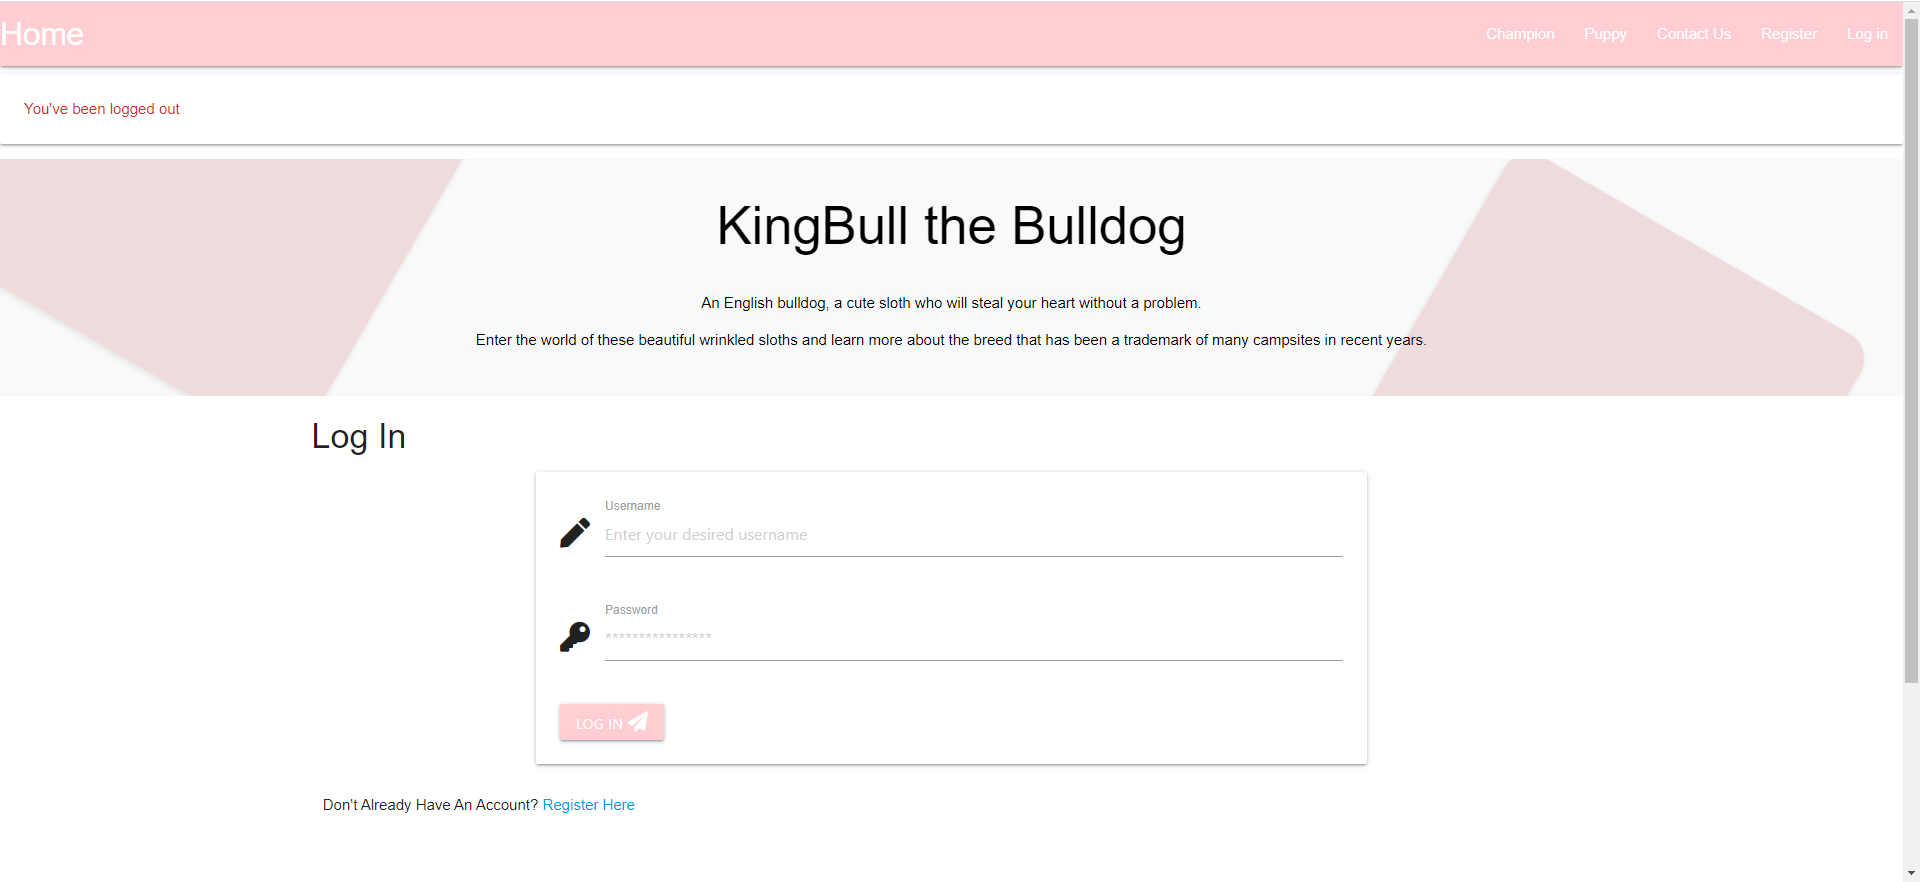 Home Champion Puppy Contact Us Register Log in
You've been logged out
KingBull the Bulldog
An English bulldog, a cute sloth who will steal your heart without a problem.
Enter the world of these beautiful wrinkled sloths and learn more about the breed that has been a trademark of many campsites in recent years.
Log In
Username
Enter your desired username
Password
****************
LOG IN
Don't Already Have An Account? Register Here